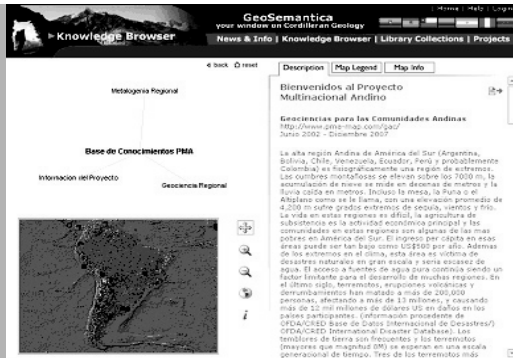 Home | Help | Login
GeoSemantica
your window on Cordilleran Geology
Knowledge Browser
News & Info | Knowledge Browser | Library Collections | Projects
back reset
Description Map Legend Map Info
Metalogenia Regional
Base de Conocimientos PMA
Informacion del Proyecto
Geociencia Regional
Bienvenidos al Proyecto
Multinacional Andino
Geociencias para las Comunidades Andinas
http://www.pma-map.com/gac/
Junio 2002 - Diciembre 2007
La alta región Andina de América del Sur (Argentina,
Bolivia, Chile, Venezuela, Ecuador, Perú y probablemente
Colombia) es fisiográficamente una región de extremos.
Las cumbres montañosas se elevan sobre los 7000 m, la
acumulación de nieve se mide en decenas de metros y la
lluvia caída en metros. Incluso la mesa, la Puna o el
Altiplano como se le llama, con una elevación promedio de
4,200 m sufre grados extremos de sequía, vientos y frío.
La vida en estas regiones es difícil, la agricultura de
subsistencia es la actividad económica principal y las
comunidades en estas regiones son algunas de las mas
pobres en América del Sur. El ingreso per cápita en esas
áreas puede ser tan bajo como US$500 por año. Ademas
de los extremos en el clima, esta área es víctima de
desastres naturales en gran escala y seria escasez de
agua. El acceso a fuentes de agua pura continúa siendo un
factor limitante para el desarrollo de muchas regiones. En
el último siglo, terremotos, erupciones volcánicas y
derrumbamientos han matado a más de 200,000
personas, afectando a más de 13 millones, y causando
más de 12 mil millones de dólares US en daños en los
países participantes. (información procedente de
OFDA/CRED Base de Datos Internacional de Desastres/)
OFDA/CRED International Disaster Database). Los
temblores de tierra son frecuentes y los terremotos
(mayores que magnitud 8M) se esperan en una escala
generacional de tiempo. Tres de los terremotos más